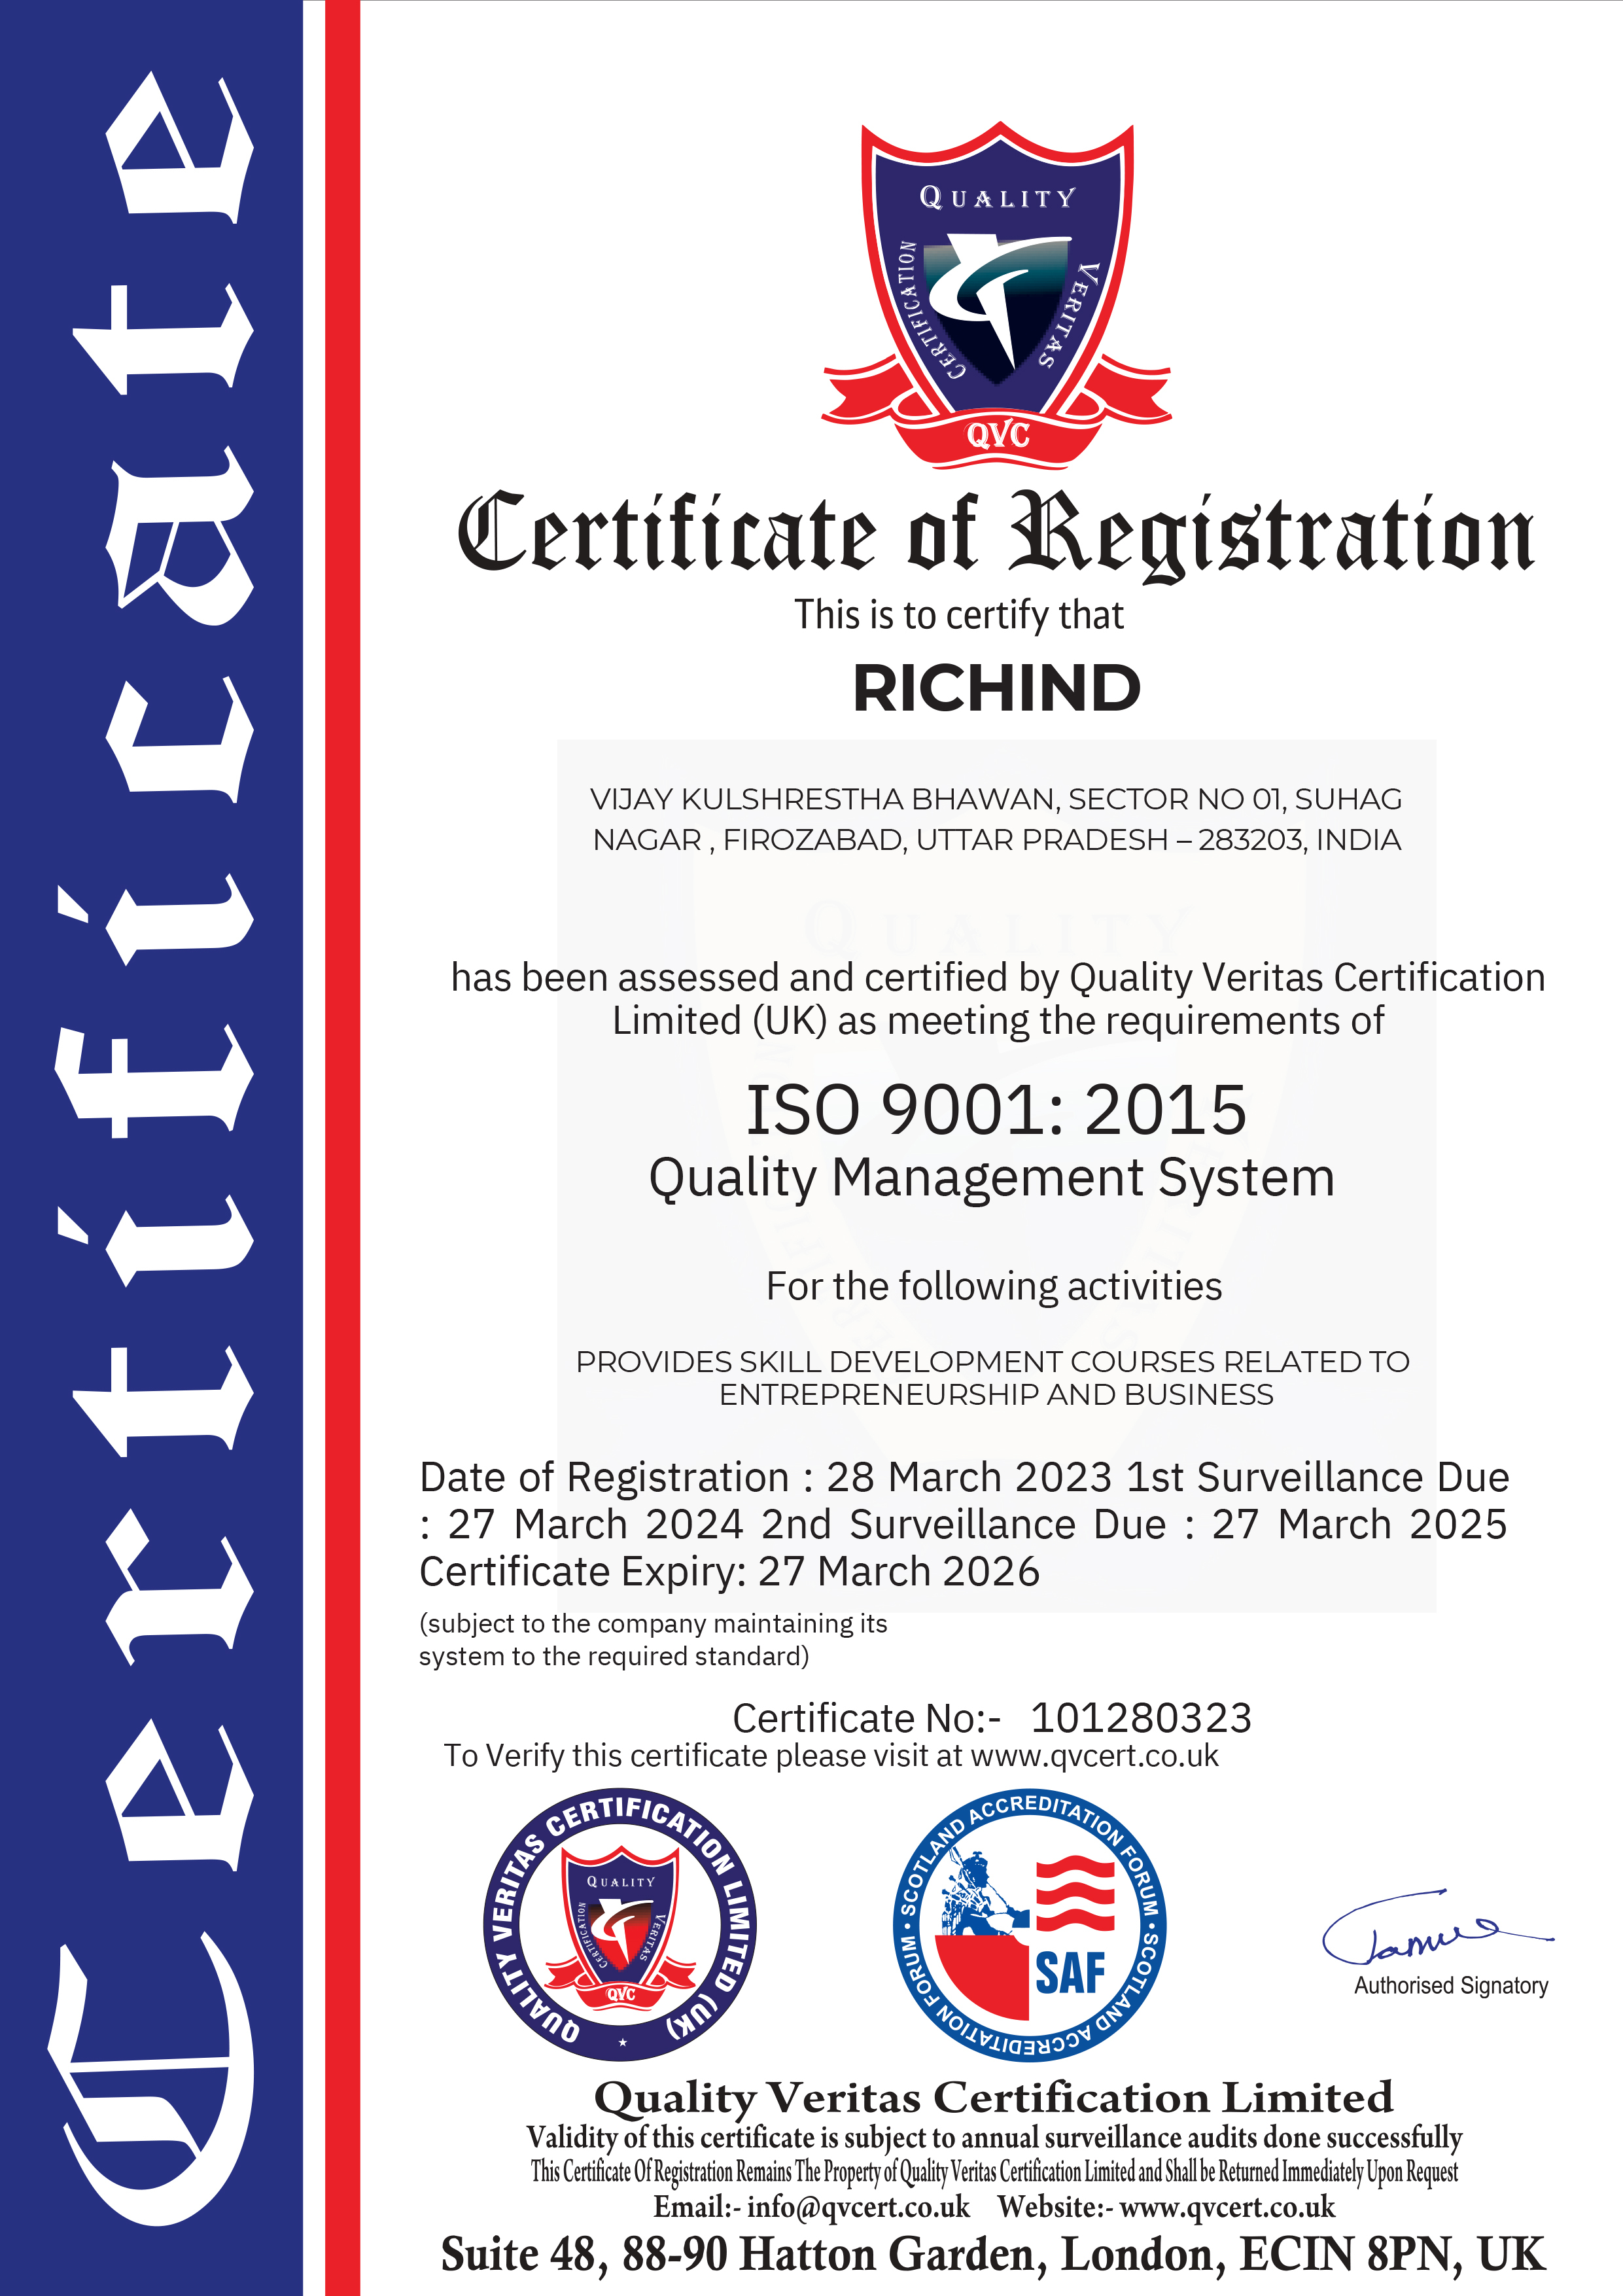 Certificate
QUALITY
CERTIFICATION
VERITAS
QVC
Certificate of Registration
This is to certify that
RICHIND
VIJAY KULSHRESTHA BHAWAN, SECTOR NO 01, SUHAG
NAGAR , FIROZABAD, UTTAR PRADESH – 283203, INDIA
QUALITY
has been assessed and certified by Quality Veritas Certification
Limited (UK) as meeting the requirements of
ISO 9001: 2015
Quality Management System
For the following activities
PROVIDES SKILL DEVELOPMENT COURSES RELATED TO
ENTREPRENEURSHIP AND BUSINESS
Date of Registration : 28 March 2023 1st Surveillance Due
: 27 March 2024 2nd Surveillance Due : 27 March 2025
Certificate Expiry: 27 March 2026
(subject to the company maintaining its
system to the required standard)
Certificate No:- 101280323
To Verify this certificate please visit at www.qvcert.co.uk
QUALITY VERITAS CERTIFICATION LIMITED (UK)
QUALITY
CERTIFICATION
VERITAS
QVC
SCOTLAND ACCREDITATION FORUM • SCOTLAND ACCREDITATION FORUM •
SAF
Authorised Signatory
Quality Veritas Certification Limited
Validity of this certificate is subject to annual surveillance audits done successfully
This Certificate Of Registration Remains The Property of Quality Veritas Certification Limited and Shall be Returned Immediately Upon Request
Email:- info@qvcert.co.uk Website:- www.qvcert.co.uk
Suite 48, 88-90 Hatton Garden, London, ECIN 8PN, UK